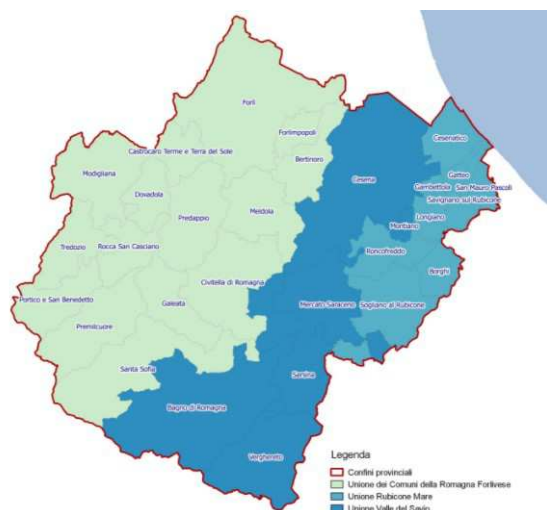 Forlì
Forlimpopoli
Castrocaro Terme e Terra del Sole
Bertinoro
Cesenatico
Modigliana
Cesena
Gatteo
Gambettola
San Mauro Pascoli
Dovadola
Savignano sul Rubicone
Predappio
Meldola
Longiano
Montiano
Tredozio
Rocca San Casciano
Roncofreddo
Borghi
Civitella di Romagna
Portico e San Benedetto
Galeata
Mercato Saraceno
Sogliano al Rubicone
Premilcuore
Santa Sofia
Sarsina
Bagno di Romagna
Verghereto
Legenda
Confini provinciali
Unione dei Comuni della Romagna Forlivese
Unione Rubicone Mare
Unione Valle del Savio